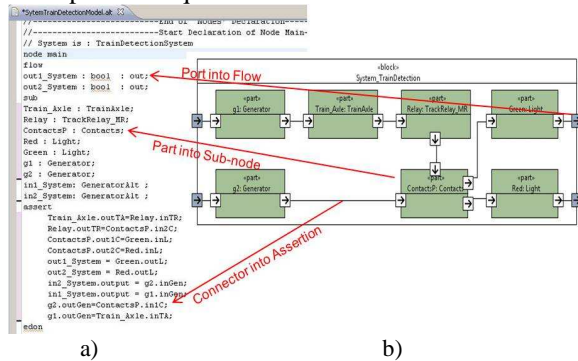 *SytemTrainDetectionModel.alt
//-------------------------End of "Nodes" Declaration----
//-------------------------Start Declaration of Node Main-
// System is : TrainDetectionSystem
node main
flow
out1_System : bool : out;
out2_System : bool : out;
sub
Train_Axle : TrainAxle;
Relay : TrackRelay_MR;
ContactsP : Contacts;
Red : Light;
Green : Light;
g1 : Generator;
g2 : Generator;
in1_System: GeneratorAlt ;
in2_System: GeneratorAlt ;
assert
Train_Axle.outTA=Relay.inTR;
Relay.outTR=ContactsP.in2C;
ContactsP.out1C=Green.inL;
ContactsP.out2C=Red.inL;
out1_System = Green.outL;
out2_System = Red.outL;
in2_System.output = g2.inGen;
in1_System.output = g1.inGen;
g2.outGen=ContactsP.in1C;
g1.outGen=Train_Axle.inTA;
edon
Port into Flow
Part into Sub-node
Connector into Assertion
«block»
System_TrainDetection
«part»
g1: Generator
«part»
Train_Axle: TrainAxle
«part»
Relay: TrackRelay_MR
«part»
Green: Light
«part»
g2: Generator
«part»
ContactsP: Contacts
«part»
Red: Light
a)
b)